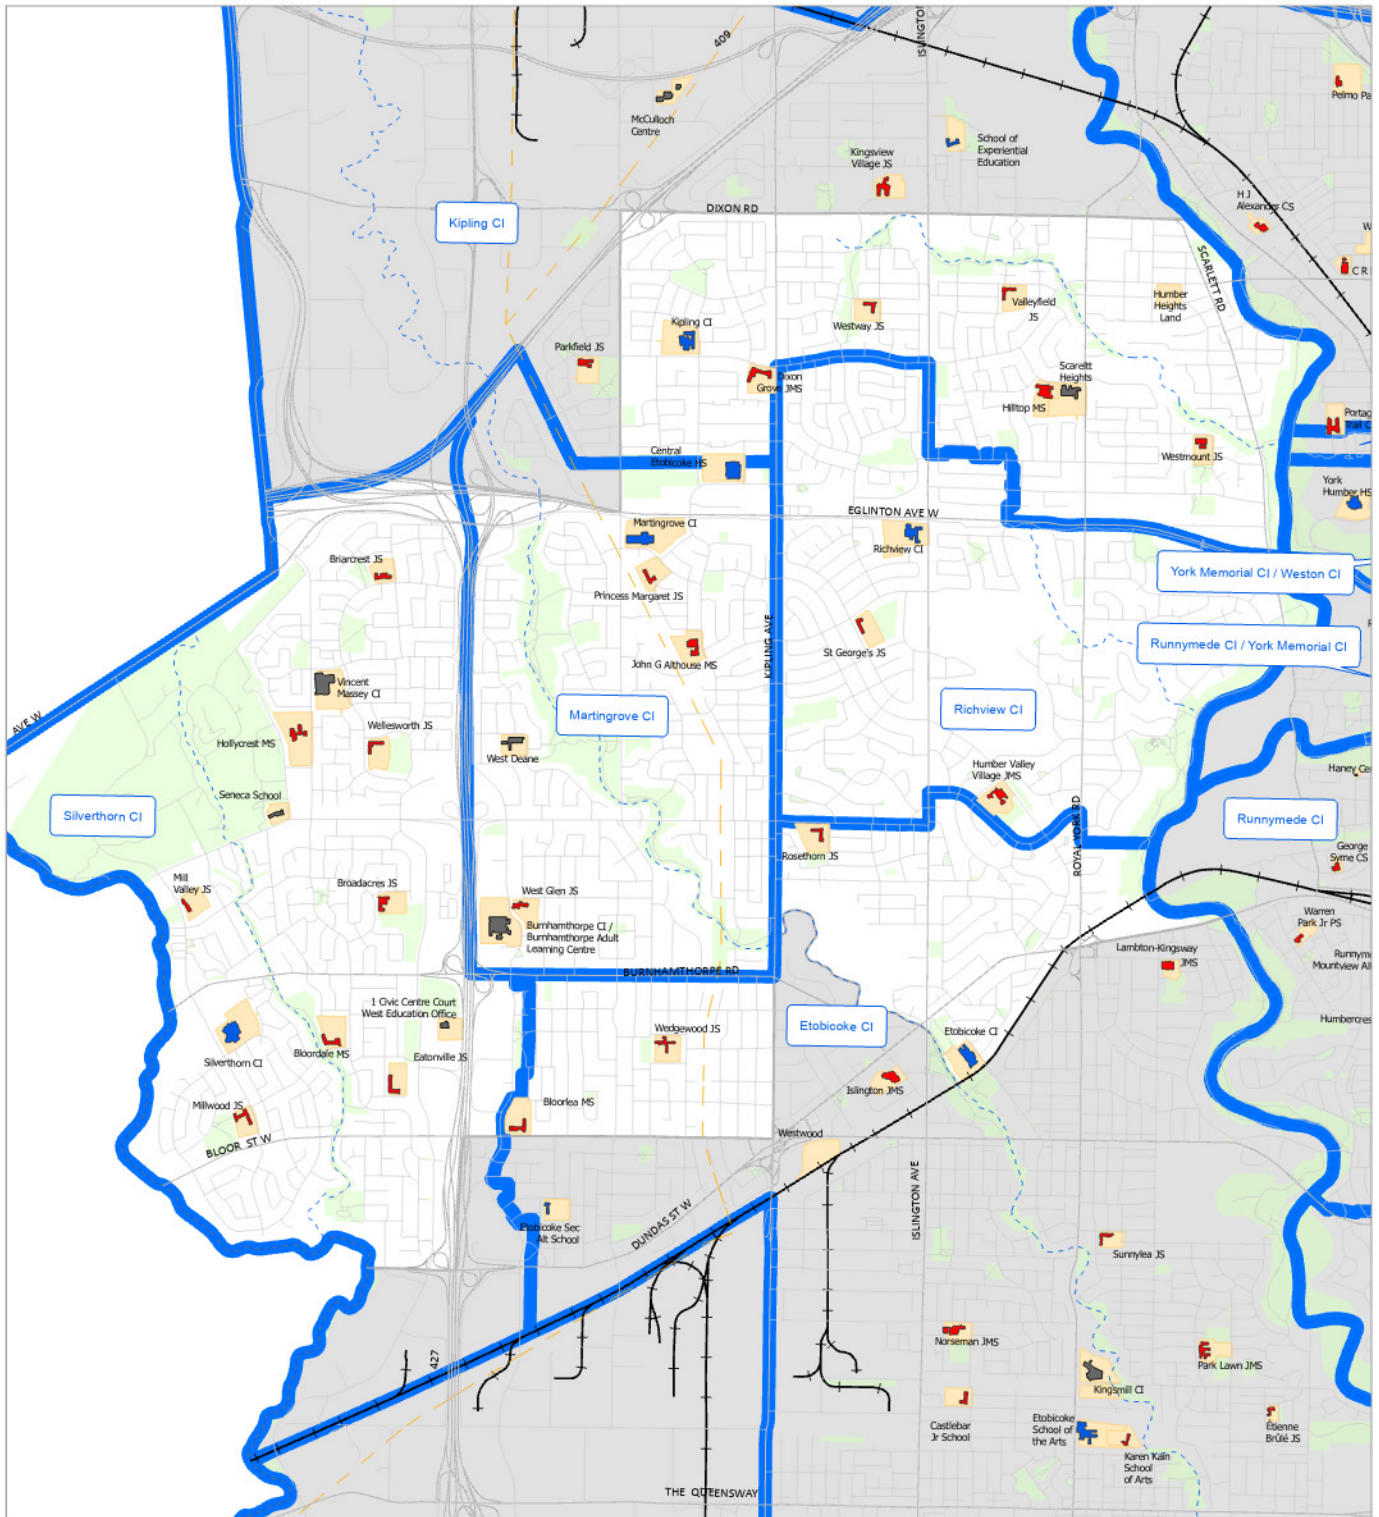 409
ISLINGTON
McCulloch
Centre
Pelmo Pa
Kingsview
Village JS
School of
Experiential
Education
H J
Alexander CS
DIXON RD
Kipling CI
W
SCARLETT RD
C R
Kipling CI
Westway JS
Valleyfield
JS
Humber
Heights
Land
Parkfield JS
Dixon
Grove JMS
Scarlett
Heights
Hilltop MS
Portag
Trail C
Central
Etobicoke HS
Westmount JS
York
Humber HS
EGLINTON AVE W
Martingrove CI
Richview CI
Briarcrest JS
Princess Margaret JS
York Memorial CI / Weston CI
KIPLING AVE
St George's JS
Runnymede CI / York Memorial CI
John G Althouse MS
Vincent
Massey CI
Martingrove CI
Richview CI
AVE W
Wellesworth JS
Hollycrest MS
West Deane
Humber Valley
Village JMS
Haney Ce
Seneca School
Silverthorn CI
Runnymede CI
ROYAL YORK RD
Rosethorn JS
George
Syme CS
Mill
Valley JS
Broadacres JS
West Glen JS
Burnhamthorpe CI /
Burnhamthorpe Adult
Learning Centre
Warren
Park Jr PS
Lambton-Kingsway
JMS
Runnym
Mountview Al
BURNHAMTHORPE RD
1 Civic Centre Court
West Education Office
Etobicoke CI
Humbercres
Wedgewood JS
Etobicoke CI
Silverthorn CI
Bloordale MS
Eatonville JS
Islington JMS
Millwood JS
Bloorlea MS
BLOOR ST W
Westwood
ISLINGTON AVE
DUNDAS ST W
Etobicoke Sec
Alt School
Sunnylea JS
427
Norseman JMS
Park Lawn JMS
Kingsmill CI
Castlebar
Jr School
Etobicoke
School of
the Arts
Étienne
Brûlé JS
Karen Kain
School
of Arts
THE QUEENSWAY